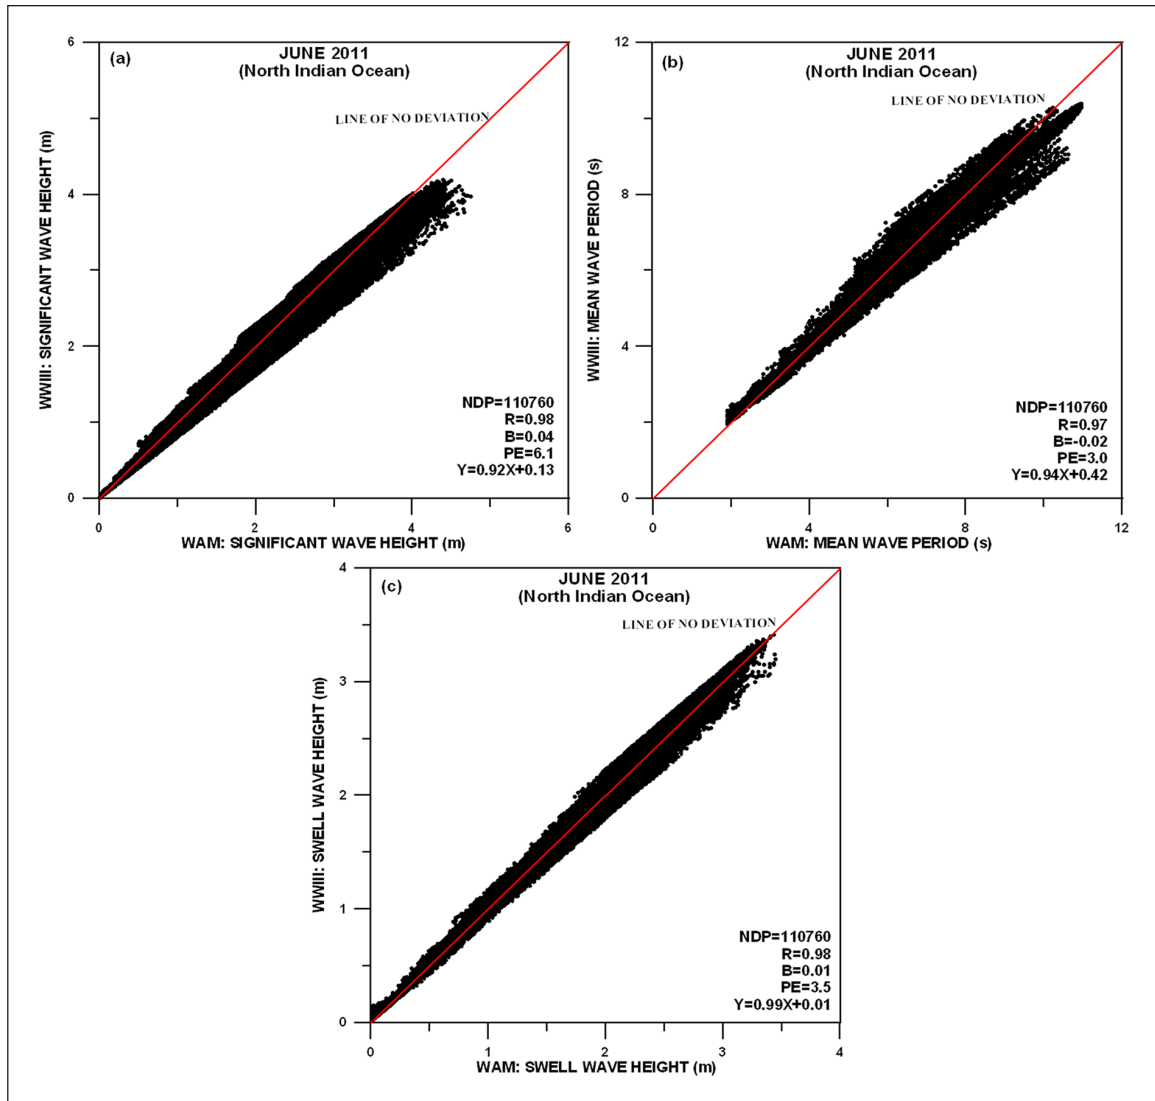 (a)
JUNE 2011
(North Indian Ocean)
LINE OF NO DEVIATION
WWIII: SIGNIFICANT WAVE HEIGHT (m)
6
4
2
0
NDP=110760
R=0.98
B=0.04
PE=6.1
Y=0.92X+0.13
0 2 4 6
WAM: SIGNIFICANT WAVE HEIGHT (m)
(b)
JUNE 2011
(North Indian Ocean)
LINE OF NO DEVIATION
WWIII: MEAN WAVE PERIOD (s)
12
8
4
0
NDP=110760
R=0.97
B=-0.02
PE=3.0
Y=0.94X+0.42
0 4 8 12
WAM: MEAN WAVE PERIOD (s)
(c)
JUNE 2011
(North Indian Ocean)
LINE OF NO DEVIATION
WWIII: SWELL WAVE HEIGHT (m)
4
3
2
1
0
NDP=110760
R=0.98
B=0.01
PE=3.5
Y=0.99X+0.01
0 1 2 3 4
WAM: SWELL WAVE HEIGHT (m)